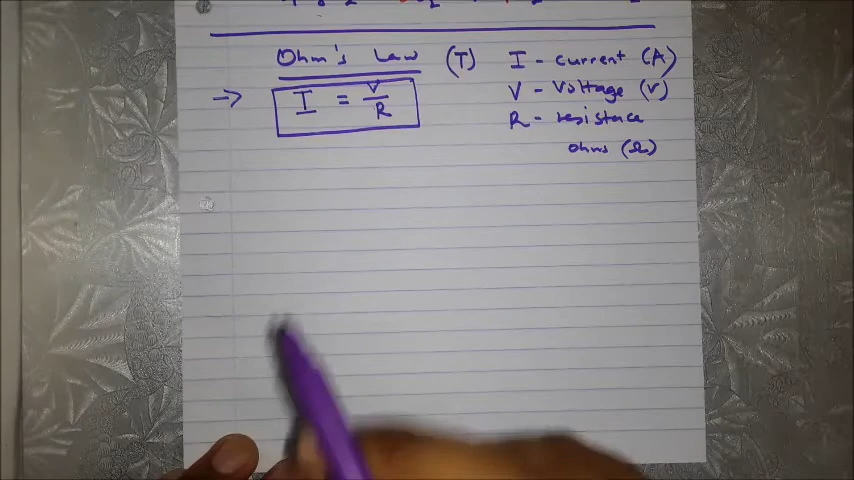 Ohm's Law (T)
→ I = V/R
I - current (A)
V - Voltage (v)
R - resistance
ohms (Ω)